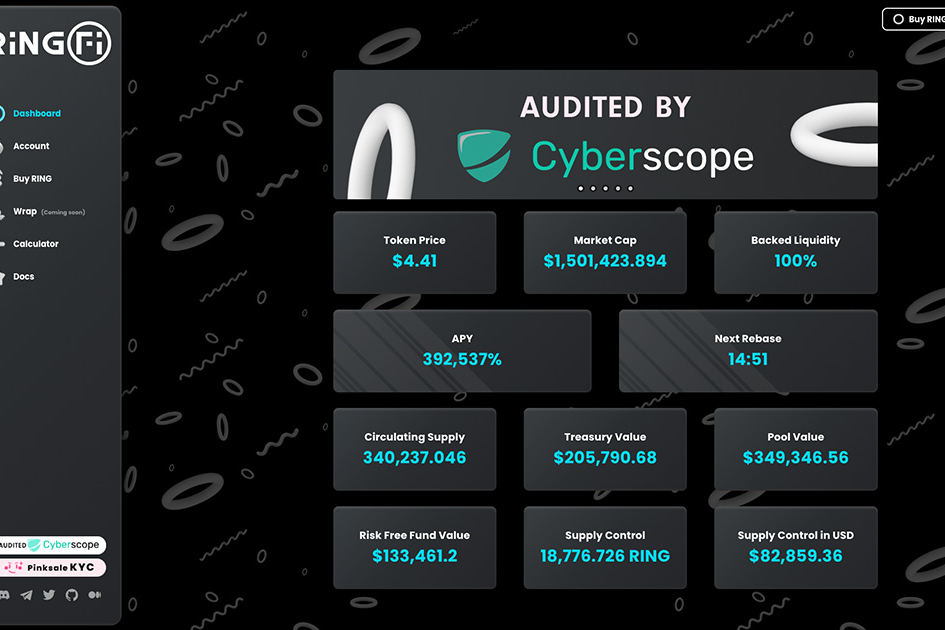 RiNG Fi
Dashboard
Account
Buy RING
Wrap (Coming soon)
Calculator
Docs
AUDITED Cyberscope
Pinksale KYC
Buy RING
AUDITED BY
Cyberscope
Token Price
$4.41
Market Cap
$1,501,423.894
Backed Liquidity
100%
APY
392,537%
Next Rebase
14:51
Circulating Supply
340,237.046
Treasury Value
$205,790.68
Pool Value
$349,346.56
Risk Free Fund Value
$133,461.2
Supply Control
18,776.726 RING
Supply Control in USD
$82,859.36